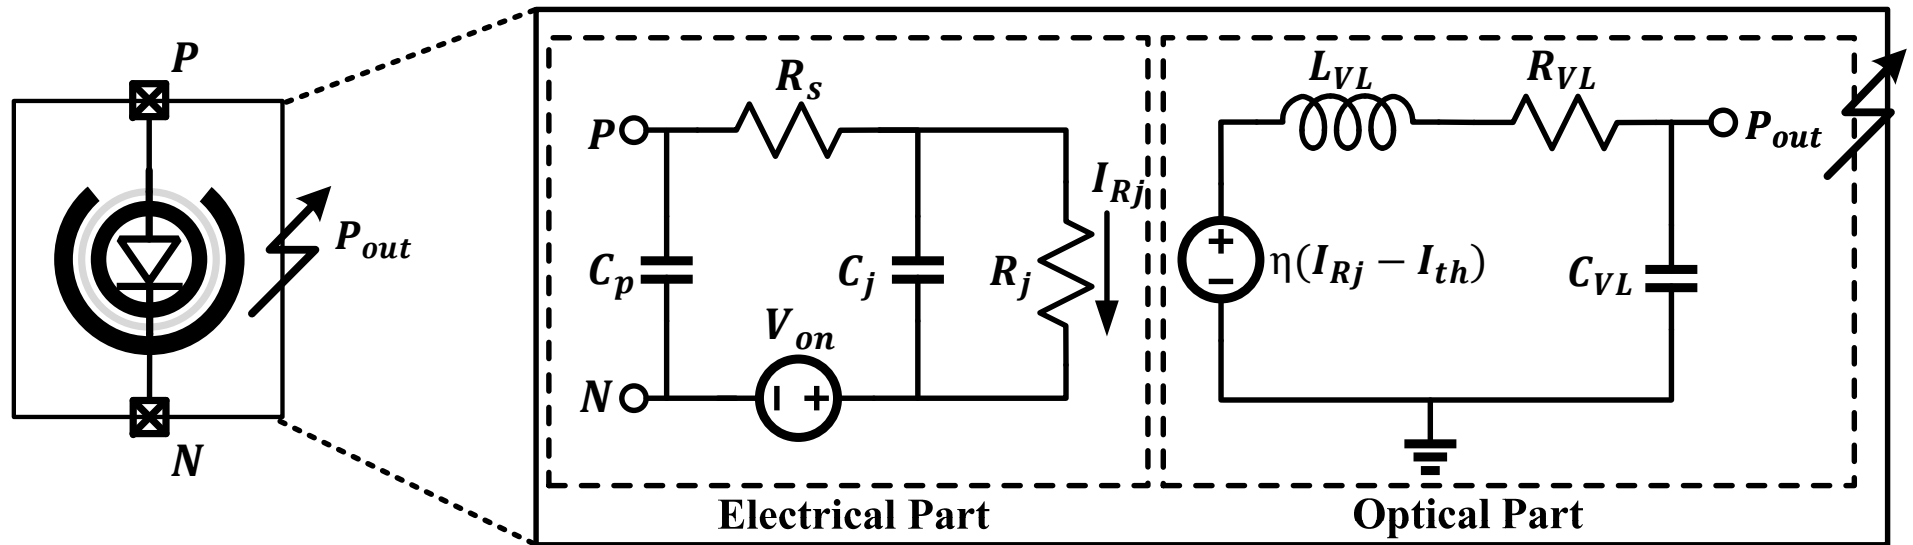 P
P_out
N
P
R_s
C_p
C_j
R_j
I_Rj
V_on
N
Electrical Part
L_VL
R_VL
P_out
η(I_Rj − I_th)
C_VL
Optical Part